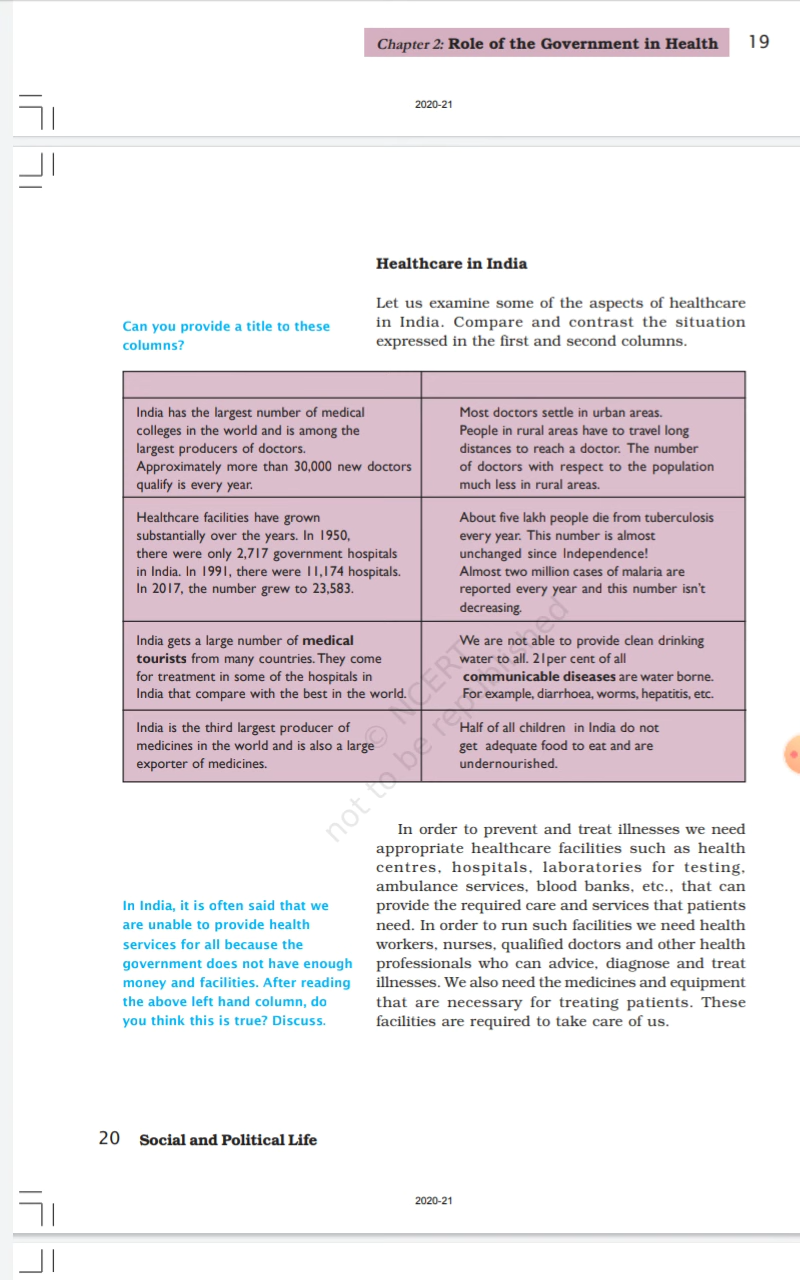 Chapter 2: Role of the Government in Health 19
2020-21
Healthcare in India
Let us examine some of the aspects of healthcare
in India. Compare and contrast the situation
expressed in the first and second columns.
Can you provide a title to these
columns?
India has the largest number of medical
colleges in the world and is among the
largest producers of doctors.
Approximately more than 30,000 new doctors
qualify is every year.
Most doctors settle in urban areas.
People in rural areas have to travel long
distances to reach a doctor. The number
of doctors with respect to the population
much less in rural areas.
Healthcare facilities have grown
substantially over the years. In 1950,
there were only 2,717 government hospitals
in India. In 1991, there were 11,174 hospitals.
In 2017, the number grew to 23,583.
About five lakh people die from tuberculosis
every year. This number is almost
unchanged since Independence!
Almost two million cases of malaria are
reported every year and this number isn't
decreasing.
India gets a large number of medical
tourists from many countries. They come
for treatment in some of the hospitals in
India that compare with the best in the world.
We are not able to provide clean drinking
water to all. 21per cent of all
communicable diseases are water borne.
For example, diarrhoea, worms, hepatitis, etc.
India is the third largest producer of
medicines in the world and is also a large
exporter of medicines.
Half of all children in India do not
get adequate food to eat and are
undernourished.
© NCERT
not to be republished
In order to prevent and treat illnesses we need
appropriate healthcare facilities such as health
centres, hospitals, laboratories for testing,
ambulance services, blood banks, etc., that can
provide the required care and services that patients
need. In order to run such facilities we need health
workers, nurses, qualified doctors and other health
professionals who can advice, diagnose and treat
illnesses. We also need the medicines and equipment
that are necessary for treating patients. These
facilities are required to take care of us.
In India, it is often said that we
are unable to provide health
services for all because the
government does not have enough
money and facilities. After reading
the above left hand column, do
you think this is true? Discuss.
20 Social and Political Life
2020-21